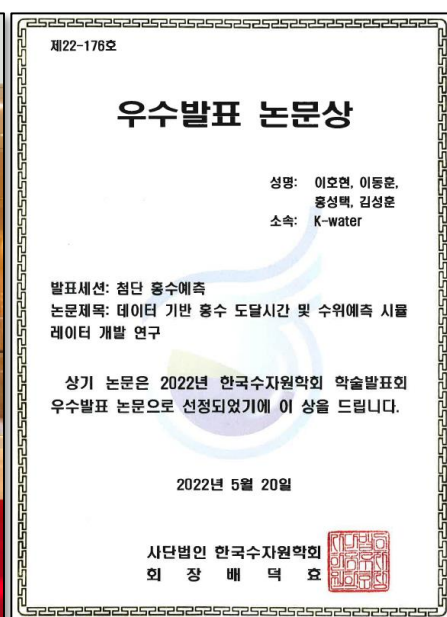 제22-176호
우수발표 논문상
성명: 이호현, 이동훈,
홍성택, 김성훈
소속: K-water
발표세션: 첨단 홍수예측
논문제목: 데이터 기반 홍수 도달시간 및 수위예측 시뮬
레이터 개발 연구
상기 논문은 2022년 한국수자원학회 학술발표회
우수발표 논문으로 선정되었기에 이 상을 드립니다.
2022년 5월 20일
사단법인 한국수자원학회
회 장 배 덕 효